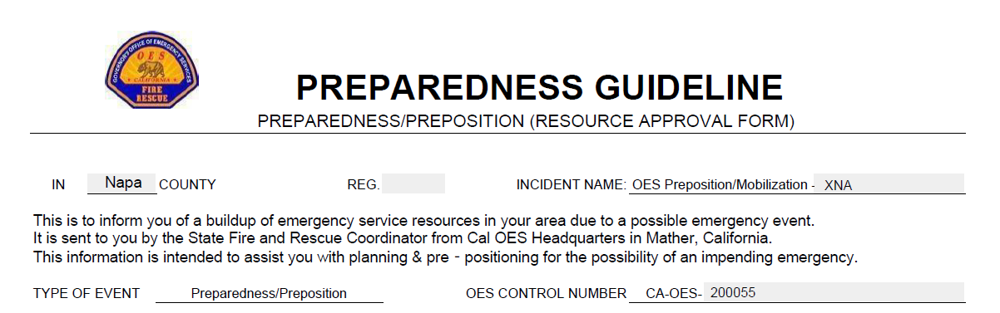 GOVERNOR'S OFFICE OF EMERGENCY SERVICES
OES
CALIFORNIA
FIRE
RESCUE
PREPAREDNESS GUIDELINE
PREPAREDNESS/PREPOSITION (RESOURCE APPROVAL FORM)
IN Napa COUNTY REG. INCIDENT NAME: OES Preposition/Mobilization - XNA
This is to inform you of a buildup of emergency service resources in your area due to a possible emergency event.
It is sent to you by the State Fire and Rescue Coordinator from Cal OES Headquarters in Mather, California.
This information is intended to assist you with planning & pre - positioning for the possibility of an impending emergency.
TYPE OF EVENT Preparedness/Preposition OES CONTROL NUMBER CA-OES- 200055